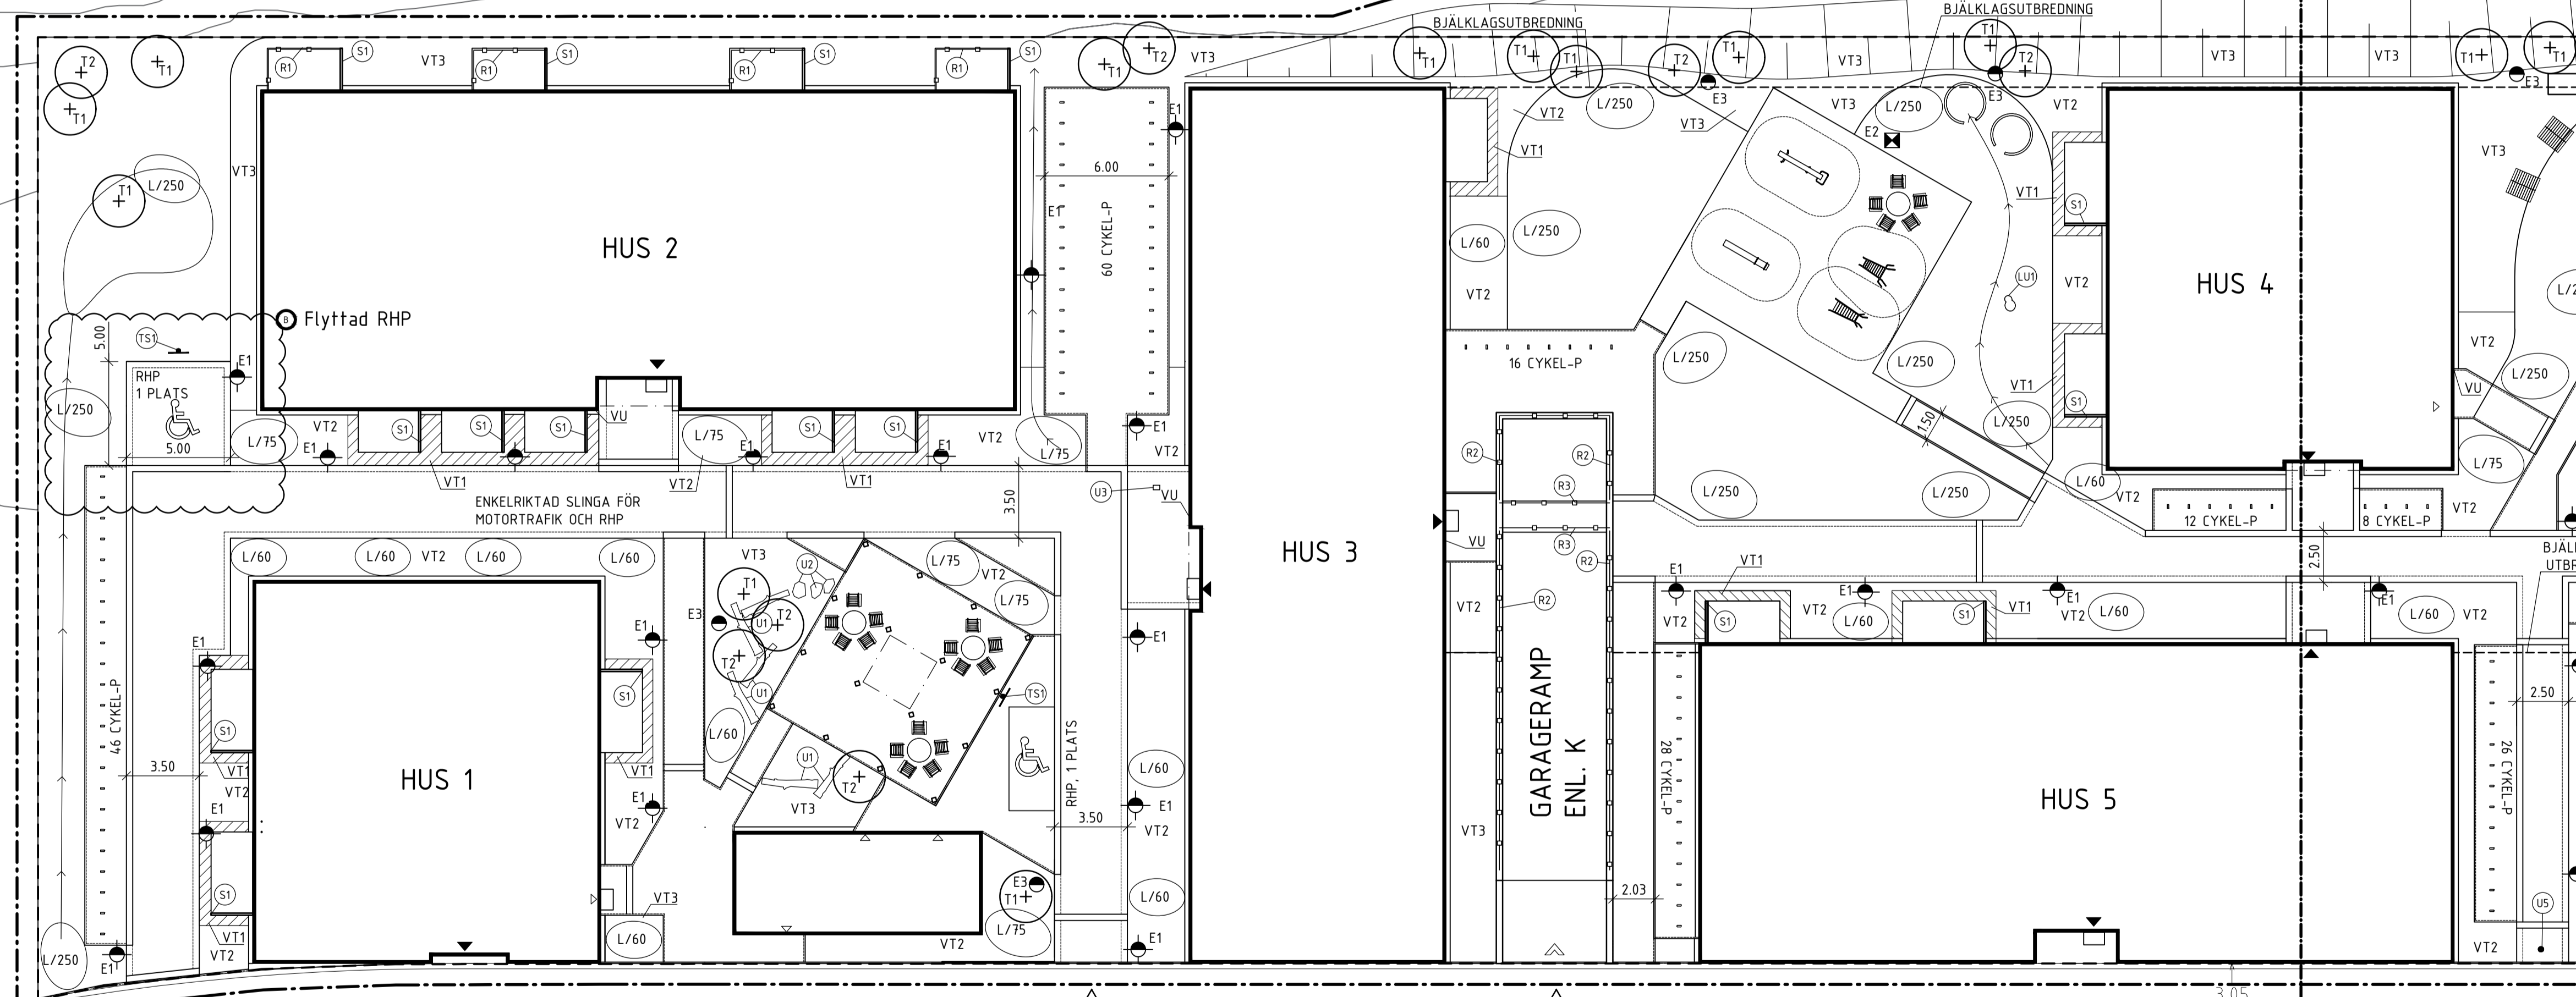 BJÄLKLAGSUTBREDNING
BJÄLKLAGSUTBREDNING
T2
T1
T1
R1
S1
VT3
R1
S1
R1
S1
R1
S1
T1
T2
VT3
T1
T1
T1
T2
T1
VT3
T1
T2
VT3
VT3
T1
T1
E3
E3
E3
VT3
T1
L/250
HUS 2
E1
6.00
E1
60 CYKEL-P
VT2
VT1
L/250
VT3
VT3
L/250
E2
VT2
VT3
L/60
L/250
VT2
VT1
S1
VT2
LU1
HUS 4
B
Flyttad RHP
5.00
TS1
E1
RHP
1 PLATS
L/250
5.00
L/75
VT2
E1
S1
S1
S1
VU
L/75
E1
S1
S1
E1
VT2
L/75
E1
VT2
VT1
VT2
VT1
16 CYKEL-P
L/250
L/250
VT1
S1
L/250
1.50
VT2
VU
L/250
L/75
ENKELRIKTAD SLINGA FÖR
MOTORTRAFIK OCH RHP
3.50
U3
VU
R2
R2
R3
R3
R2
R2
L/250
L/250
L/60
VT2
12 CYKEL-P
8 CYKEL-P
VT2
HUS 3
VU
L/60
L/60
VT2
L/60
L/60
VT3
U2
T1
T2
U1
T2
U1
E3
L/75
VT2
L/75
2.50
E1
VT1
S1
VT2
E1
L/60
S1
VT1
E1
VT2
L/60
E1
L/60
VT2
VT2
E1
E1
E1
S1
S1
L/60
TS1
46 CYKEL-P
3.50
VT1
VT2
E1
HUS 1
VT1
E1
VT2
U1
T2
VT3
RHP, 1 PLATS
3.50
L/60
E1
VT2
VT3
GARAGERAMP
ENL. K
28 CYKEL-P
HUS 5
26 CYKEL-P
2.50
S1
VT1
VT2
E1
L/250
VT3
L/60
E3
T1
L/75
VT2
L/60
E1
2.03
U5
VT2
3.05